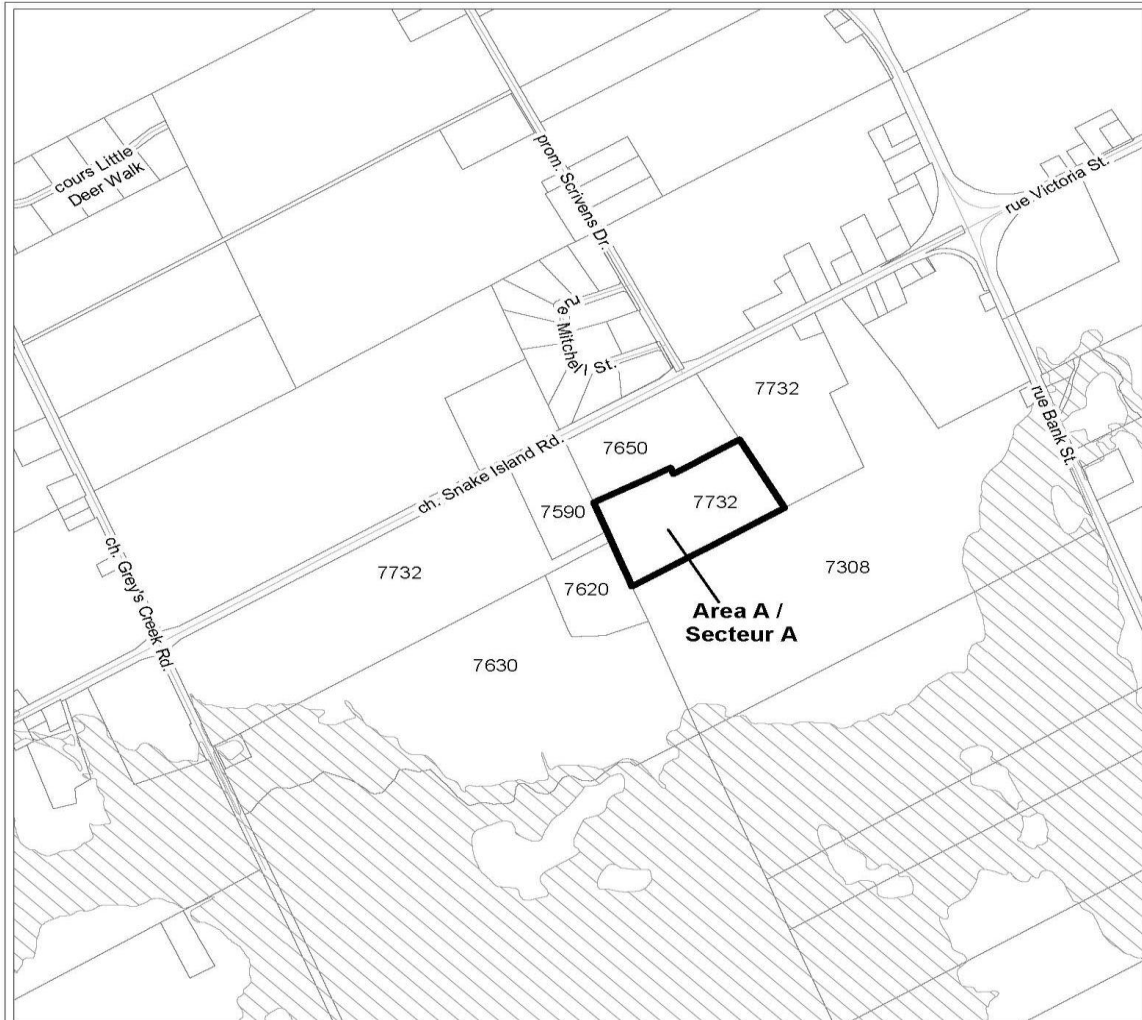 cours Little
Deer Walk
prom. Scrivens Dr.
rue Victoria St.
Mitchell St.
7732
rue Bank St.
7650
ch. Snake Island Rd.
7732
7590
7732
7308
7620
Area A /
Secteur A
ch. Grey's Creek Rd.
7630